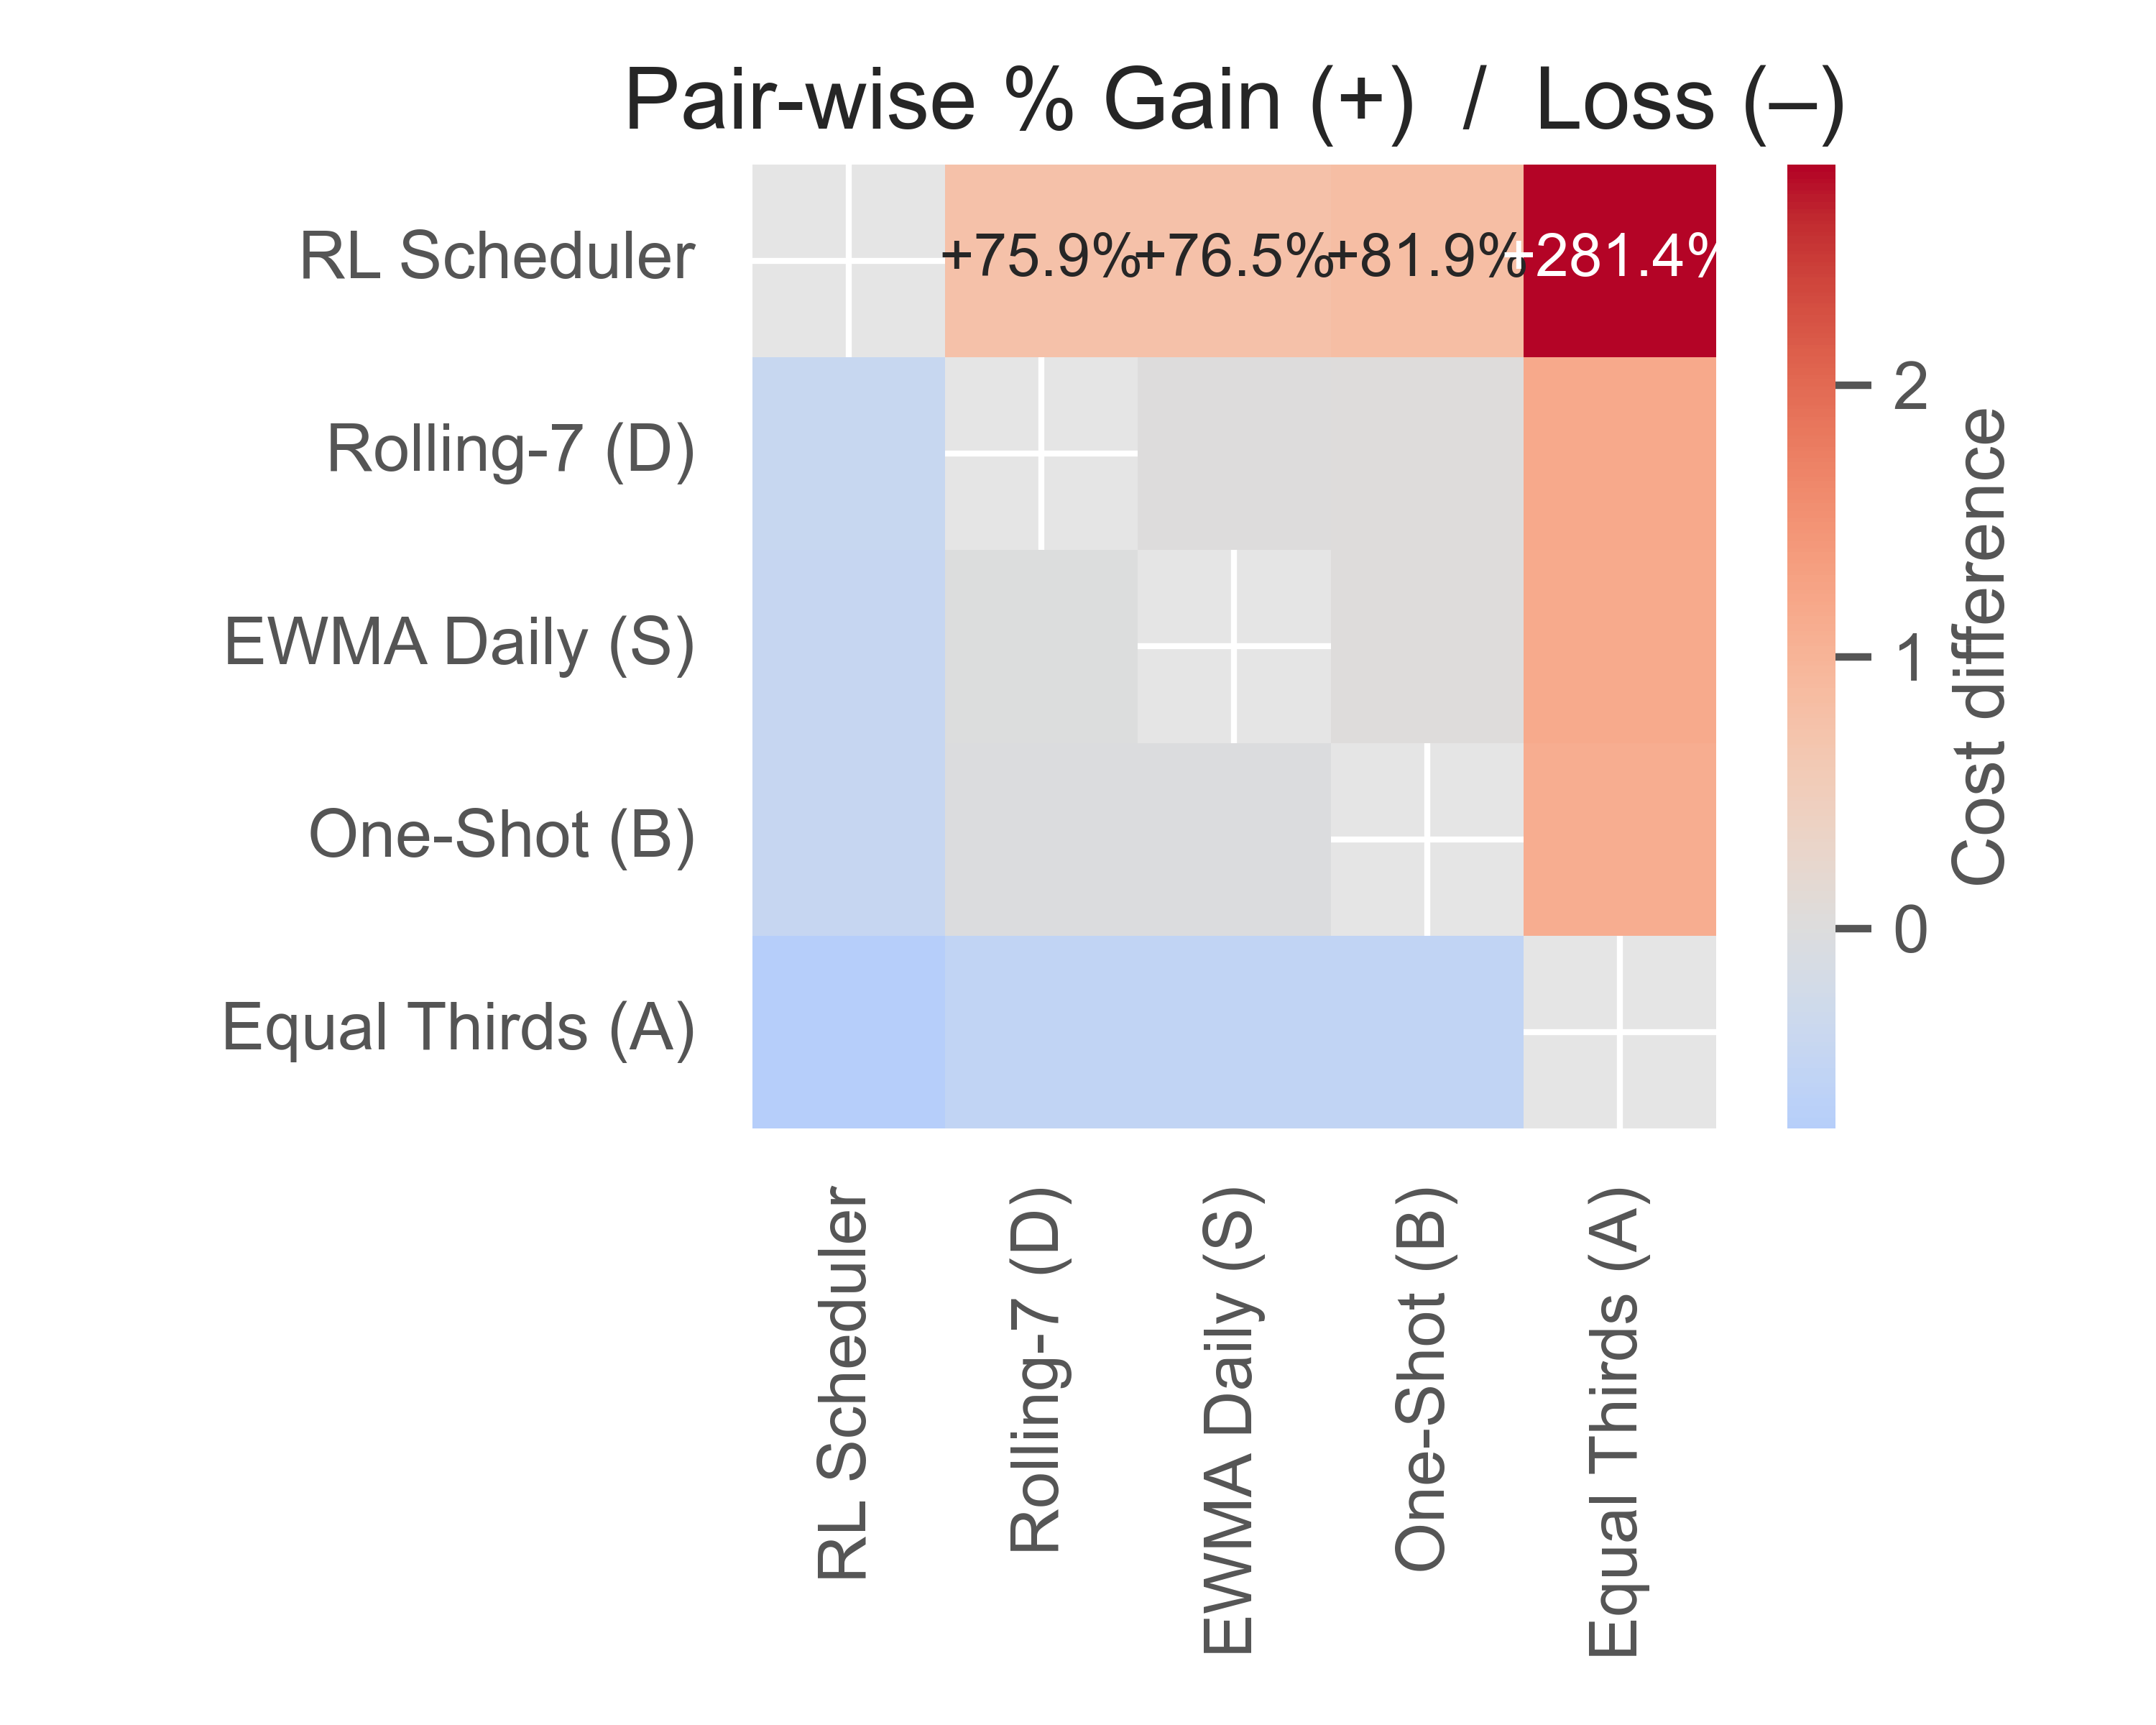 Pair-wise % Gain (+) / Loss (–)
RL Scheduler
+75.9% +76.5% +81.9% +281.4%
Rolling-7 (D)
EWMA Daily (S)
One-Shot (B)
Equal Thirds (A)
RL Scheduler
Rolling-7 (D)
EWMA Daily (S)
One-Shot (B)
Equal Thirds (A)
2
1
0
Cost difference